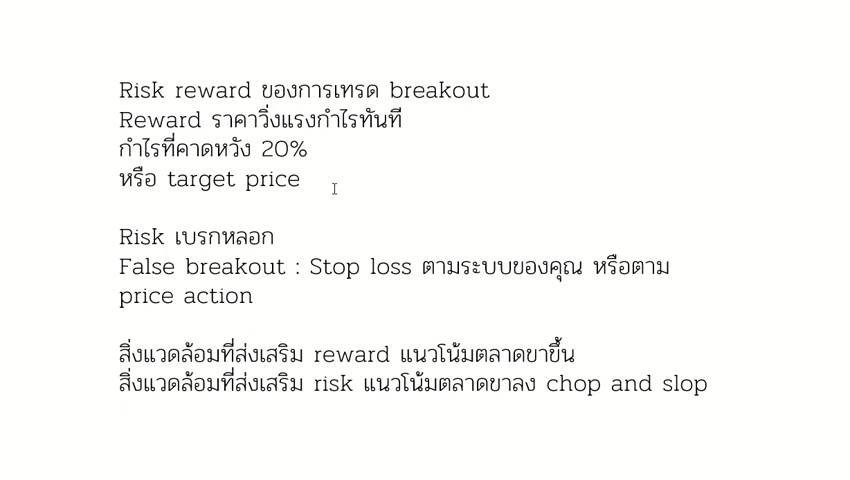 Risk reward ของการเทรด breakout
Reward ราคาวิ่งแรงกำไรทันที
กำไรที่คาดหวัง 20%
หรือ target price
Risk เบรกหลอก
False breakout : Stop loss ตามระบบของคุณ หรือตาม
price action
สิ่งแวดล้อมที่ส่งเสริม reward แนวโน้มตลาดขาขึ้น
สิ่งแวดล้อมที่ส่งเสริม risk แนวโน้มตลาดขาลง chop and slop